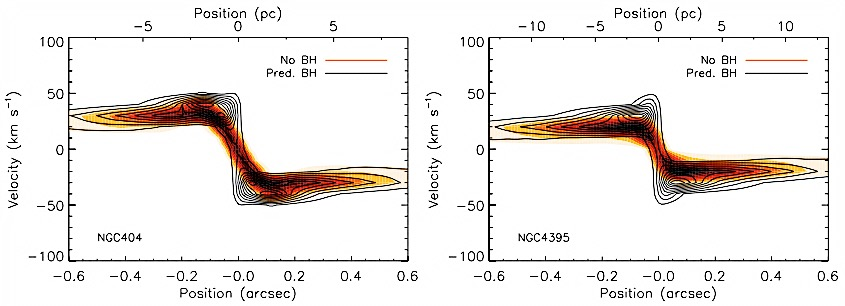 Position (pc)
−5 0 5
100
50
0
−50
−100
Velocity (km s⁻¹)
No BH
Pred. BH
NGC404
−0.6 −0.4 −0.2 −0.0 0.2 0.4 0.6
Position (arcsec)
Position (pc)
−10 −5 0 5 10
100
50
0
−50
−100
Velocity (km s⁻¹)
No BH
Pred. BH
NGC4395
−0.6 −0.4 −0.2 −0.0 0.2 0.4 0.6
Position (arcsec)